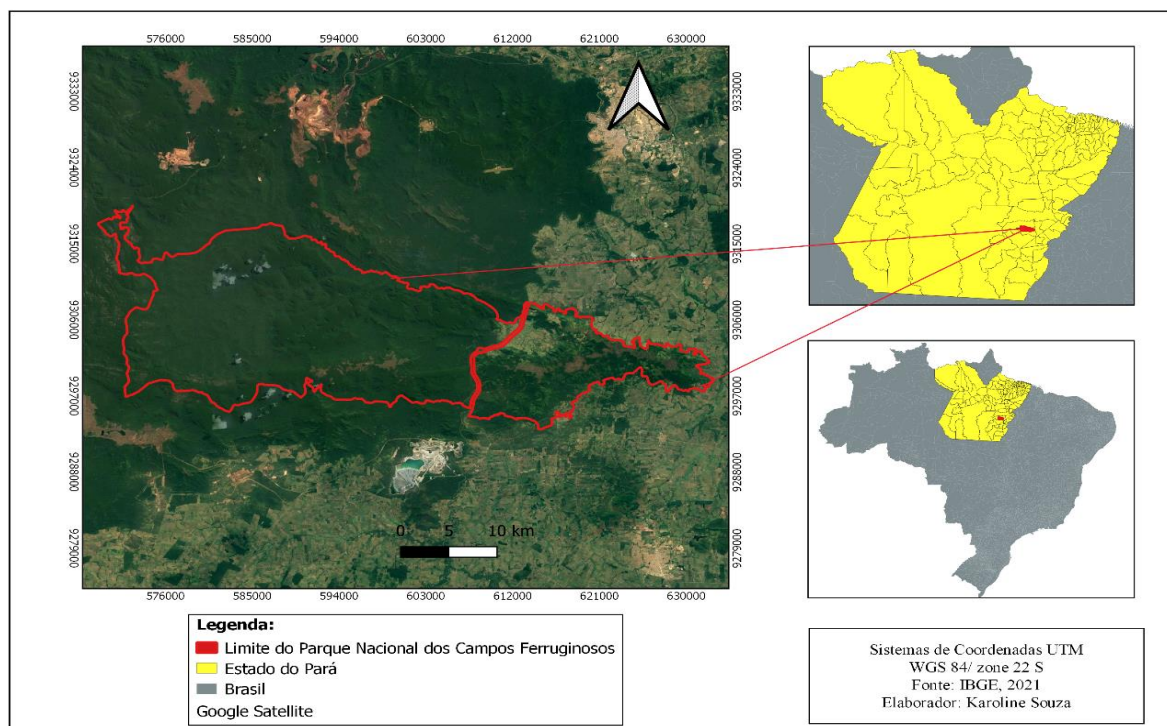 576000 585000 594000 603000 612000 621000 630000
9333000 9324000 9315000 9306000 9297000 9288000 9279000
9333000 9324000 9315000 9306000 9297000 9288000 9279000
0 5 10 km
576000 585000 594000 603000 612000 621000 630000
Legenda:
Limite do Parque Nacional dos Campos Ferruginosos
Estado do Pará
Brasil
Google Satellite
Sistemas de Coordenadas UTM
WGS 84/ zone 22 S
Fonte: IBGE, 2021
Elaborador: Karoline Souza